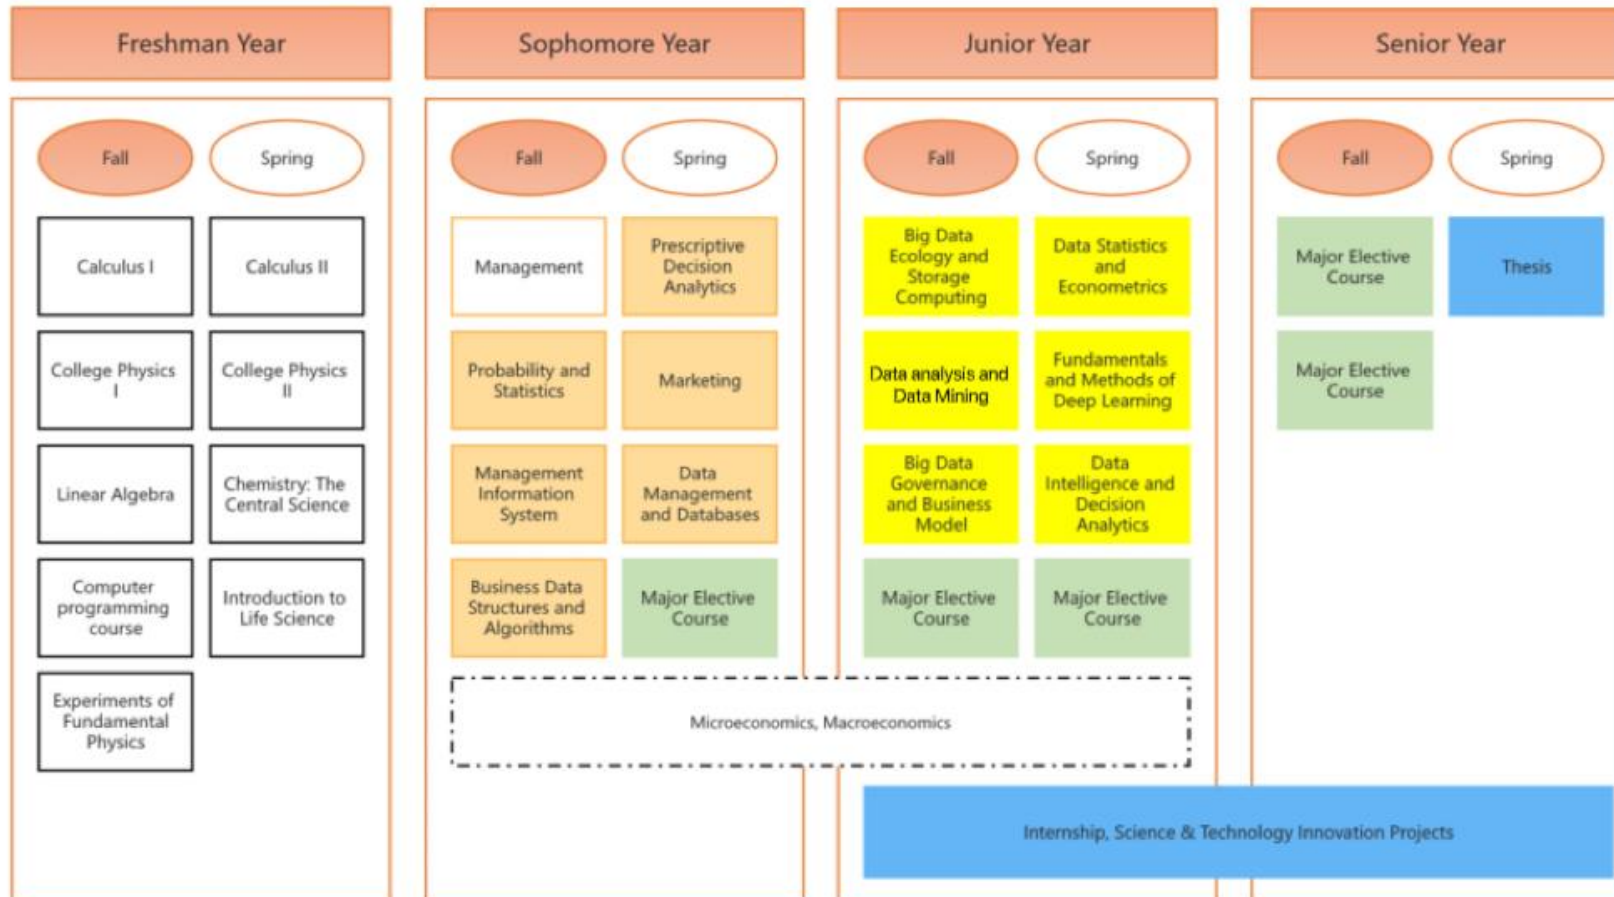 Freshman Year
Sophomore Year
Junior Year
Senior Year
Fall
Spring
Fall
Spring
Fall
Spring
Fall
Spring
Calculus I
Calculus II
Management
Prescriptive
Decision
Analytics
Big Data
Ecology and
Storage
Computing
Data Statistics
and
Econometrics
Major Elective
Course
Thesis
College Physics
I
College Physics
II
Probability and
Statistics
Marketing
Data analysis and
Data Mining
Fundamentals
and Methods of
Deep Learning
Major Elective
Course
Linear Algebra
Chemistry: The
Central Science
Management
Information
System
Data
Management
and Databases
Big Data
Governance
and Business
Model
Data
Intelligence and
Decision
Analytics
Computer
programming
course
Introduction to
Life Science
Business Data
Structures and
Algorithms
Major Elective
Course
Major Elective
Course
Major Elective
Course
Experiments of
Fundamental
Physics
Microeconomics, Macroeconomics
Internship, Science & Technology Innovation Projects